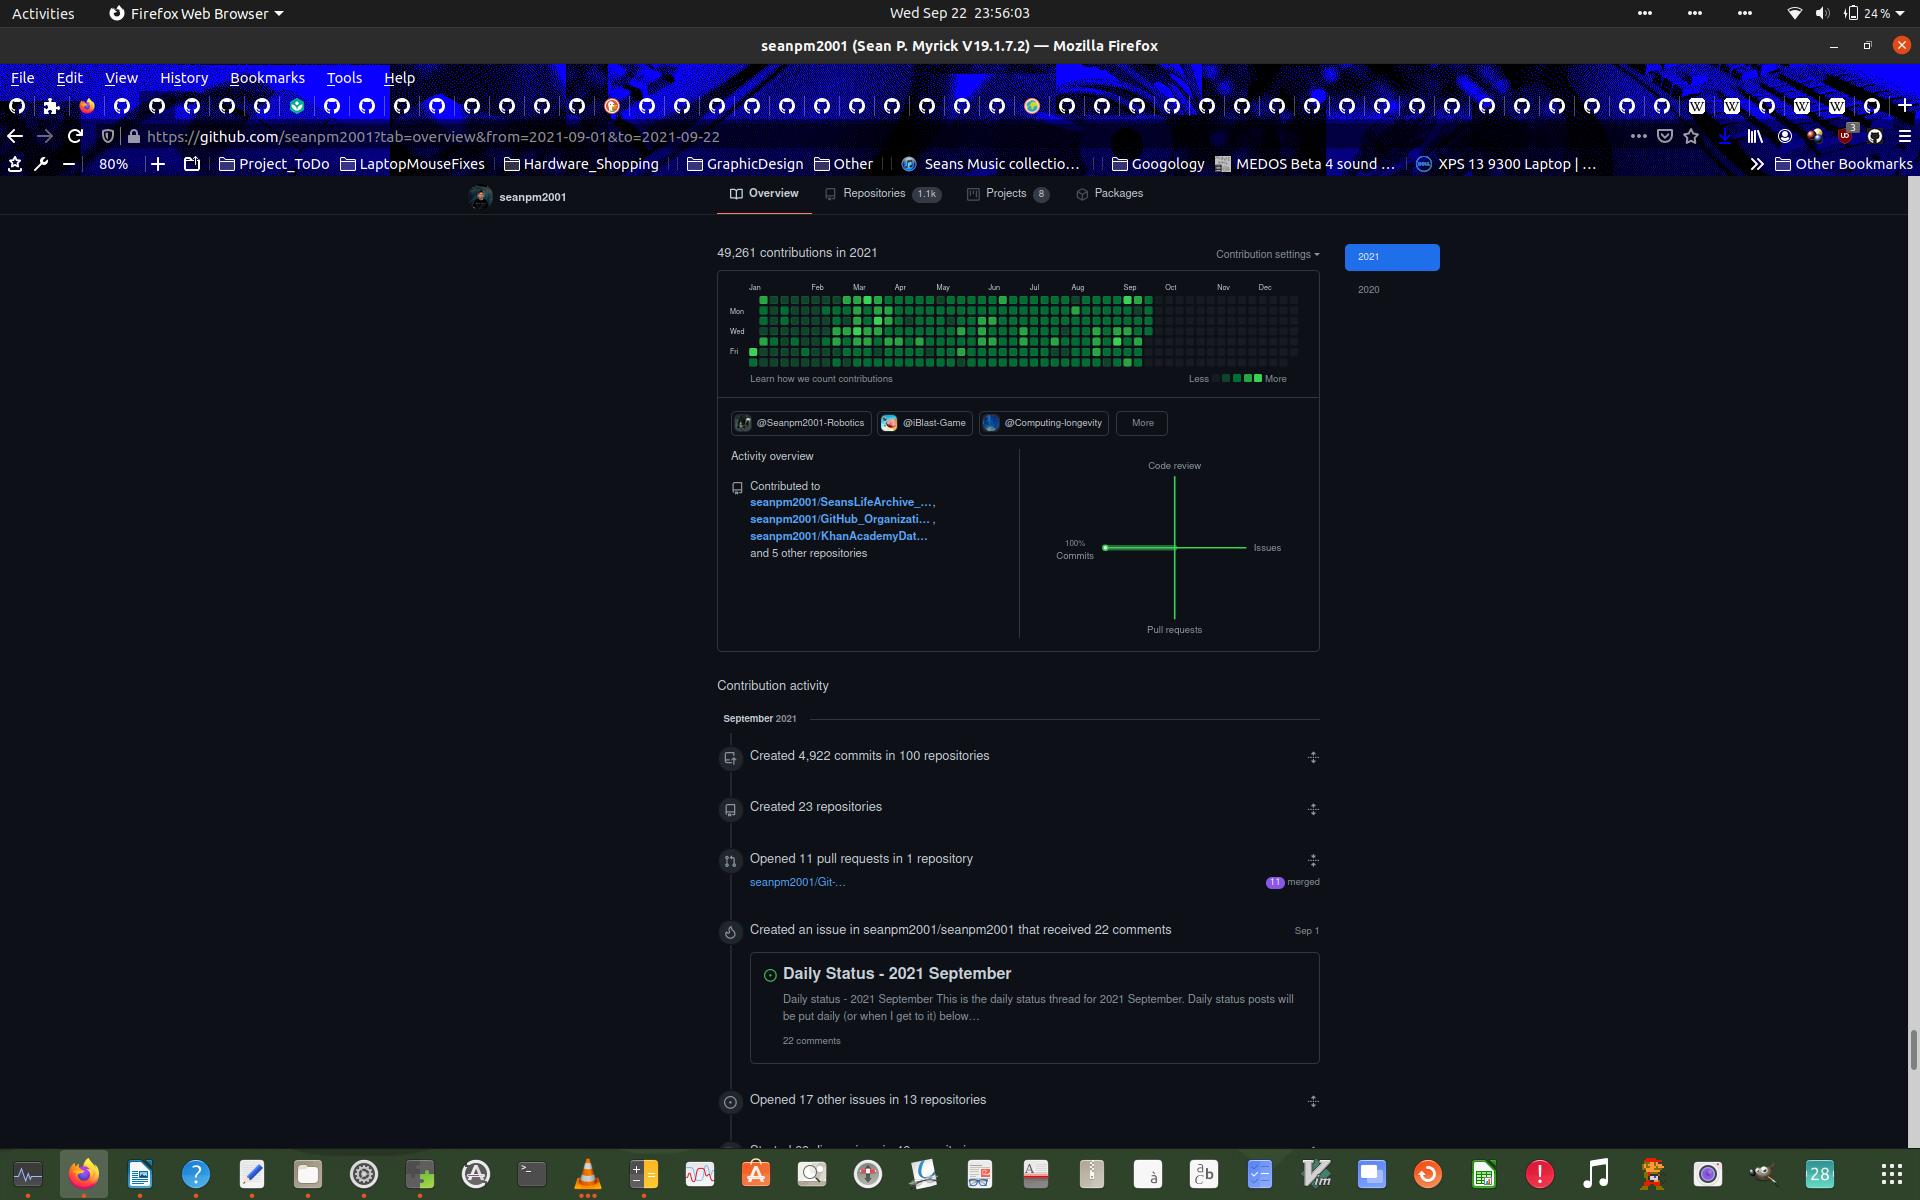 Activities
Firefox Web Browser
Wed Sep 22 23:56:03
24 %
seanpm2001 (Sean P. Myrick V19.1.7.2) — Mozilla Firefox
File Edit View History Bookmarks Tools Help
https://github.com/seanpm2001?tab=overview&from=2021-09-01&to=2021-09-22
3
80%
Project_ToDo
LaptopMouseFixes
Hardware_Shopping
GraphicDesign
Other
Seans Music collectio…
Googology
MEDOS Beta 4 sound …
XPS 13 9300 Laptop | …
Other Bookmarks
seanpm2001
Overview
Repositories 1.1k
Projects 8
Packages
49,261 contributions in 2021
Contribution settings
2021
2020
Jan Feb Mar Apr May Jun Jul Aug Sep Oct Nov Dec
Mon
Wed
Fri
Learn how we count contributions
Less More
@Seanpm2001-Robotics
@iBlast-Game
@Computing-longevity
More
Activity overview
Contributed to
seanpm2001/SeansLifeArchive_…,
seanpm2001/GitHub_Organizati… ,
seanpm2001/KhanAcademyDat…
and 5 other repositories
Code review
100%
Commits
Issues
Pull requests
Contribution activity
September 2021
Created 4,922 commits in 100 repositories
Created 23 repositories
Opened 11 pull requests in 1 repository
seanpm2001/Git-…
11 merged
Created an issue in seanpm2001/seanpm2001 that received 22 comments
Sep 1
Daily Status - 2021 September
Daily status - 2021 September This is the daily status thread for 2021 September. Daily status posts will
be put daily (or when I get to it) below…
22 comments
Opened 17 other issues in 13 repositories
28